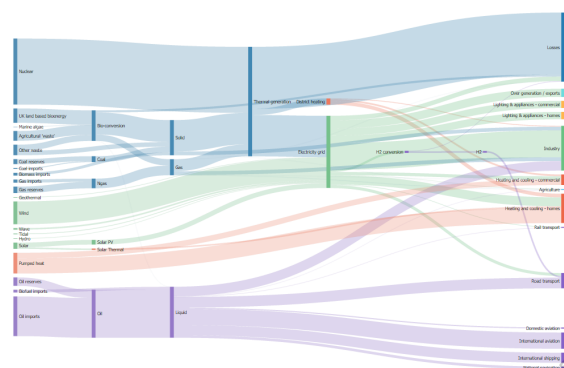 Nuclear
UK land based bioenergy
Marine algae
Agricultural 'waste'
Other waste
Coal reserves
Coal imports
Biomass imports
Gas imports
Gas reserves
Geothermal
Wind
Tidal
Hydro
Solar
Pumped heat
Oil reserves
Biofuel imports
Oil imports
Bio-conversion
Coal
Ngas
Solar PV
Solar Thermal
Oil
Solid
Gas
Liquid
Thermal generation
District heating
Electricity grid
H2 conversion
H2
Losses
Over generation / exports
Lighting & appliances - commercial
Lighting & appliances - homes
Industry
Heating and cooling - commercial
Agriculture
Heating and cooling - homes
Rail transport
Road transport
Domestic aviation
International aviation
International shipping